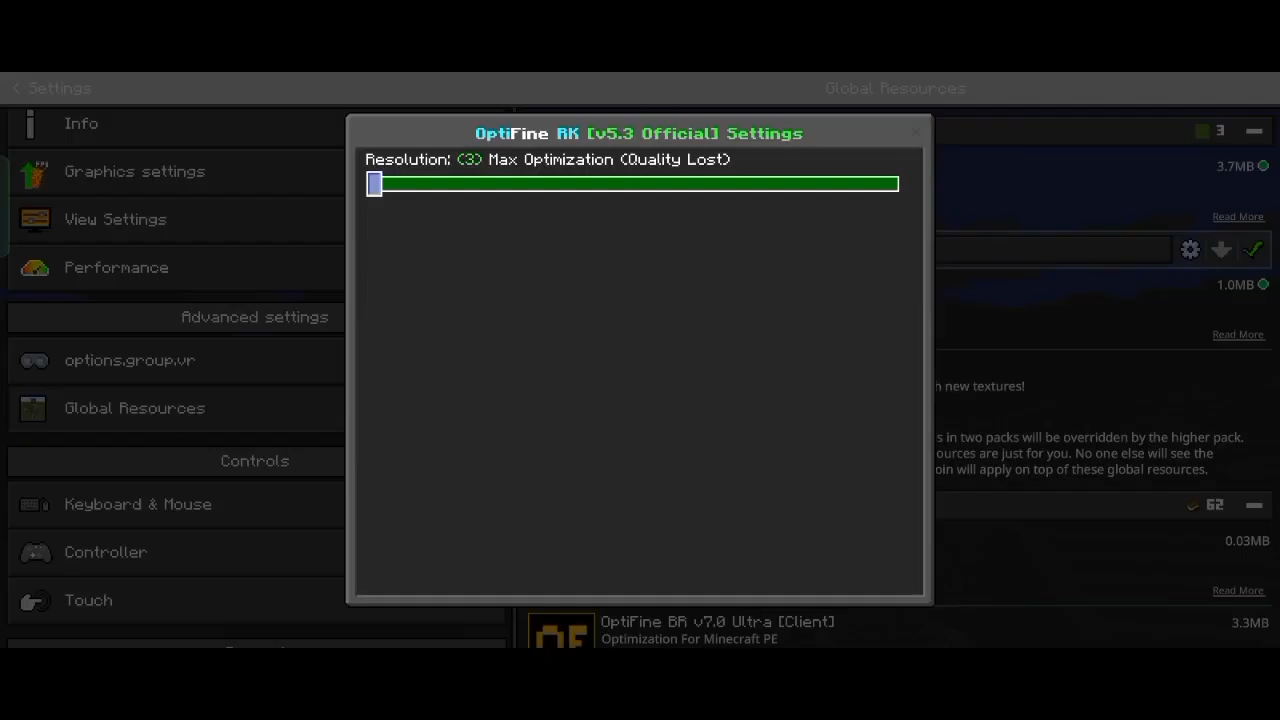 Settings
Global Resources
Info
Graphics settings
View Settings
Performance
Advanced settings
options.group.vr
Global Resources
Controls
Keyboard & Mouse
Controller
Touch
OptiFine RK [v5.3 Official] Settings
Resolution: (3) Max Optimization (Quality Lost)
3
3.7MB
Read More
1.0MB
Read More
new textures!
in two packs will be overridden by the higher pack.
are just for you. No one else will see the
will apply on top of these global resources.
62
0.03MB
Read More
OptiFine BR v7.0 Ultra [Client]
3.3MB
Optimization For Minecraft PE